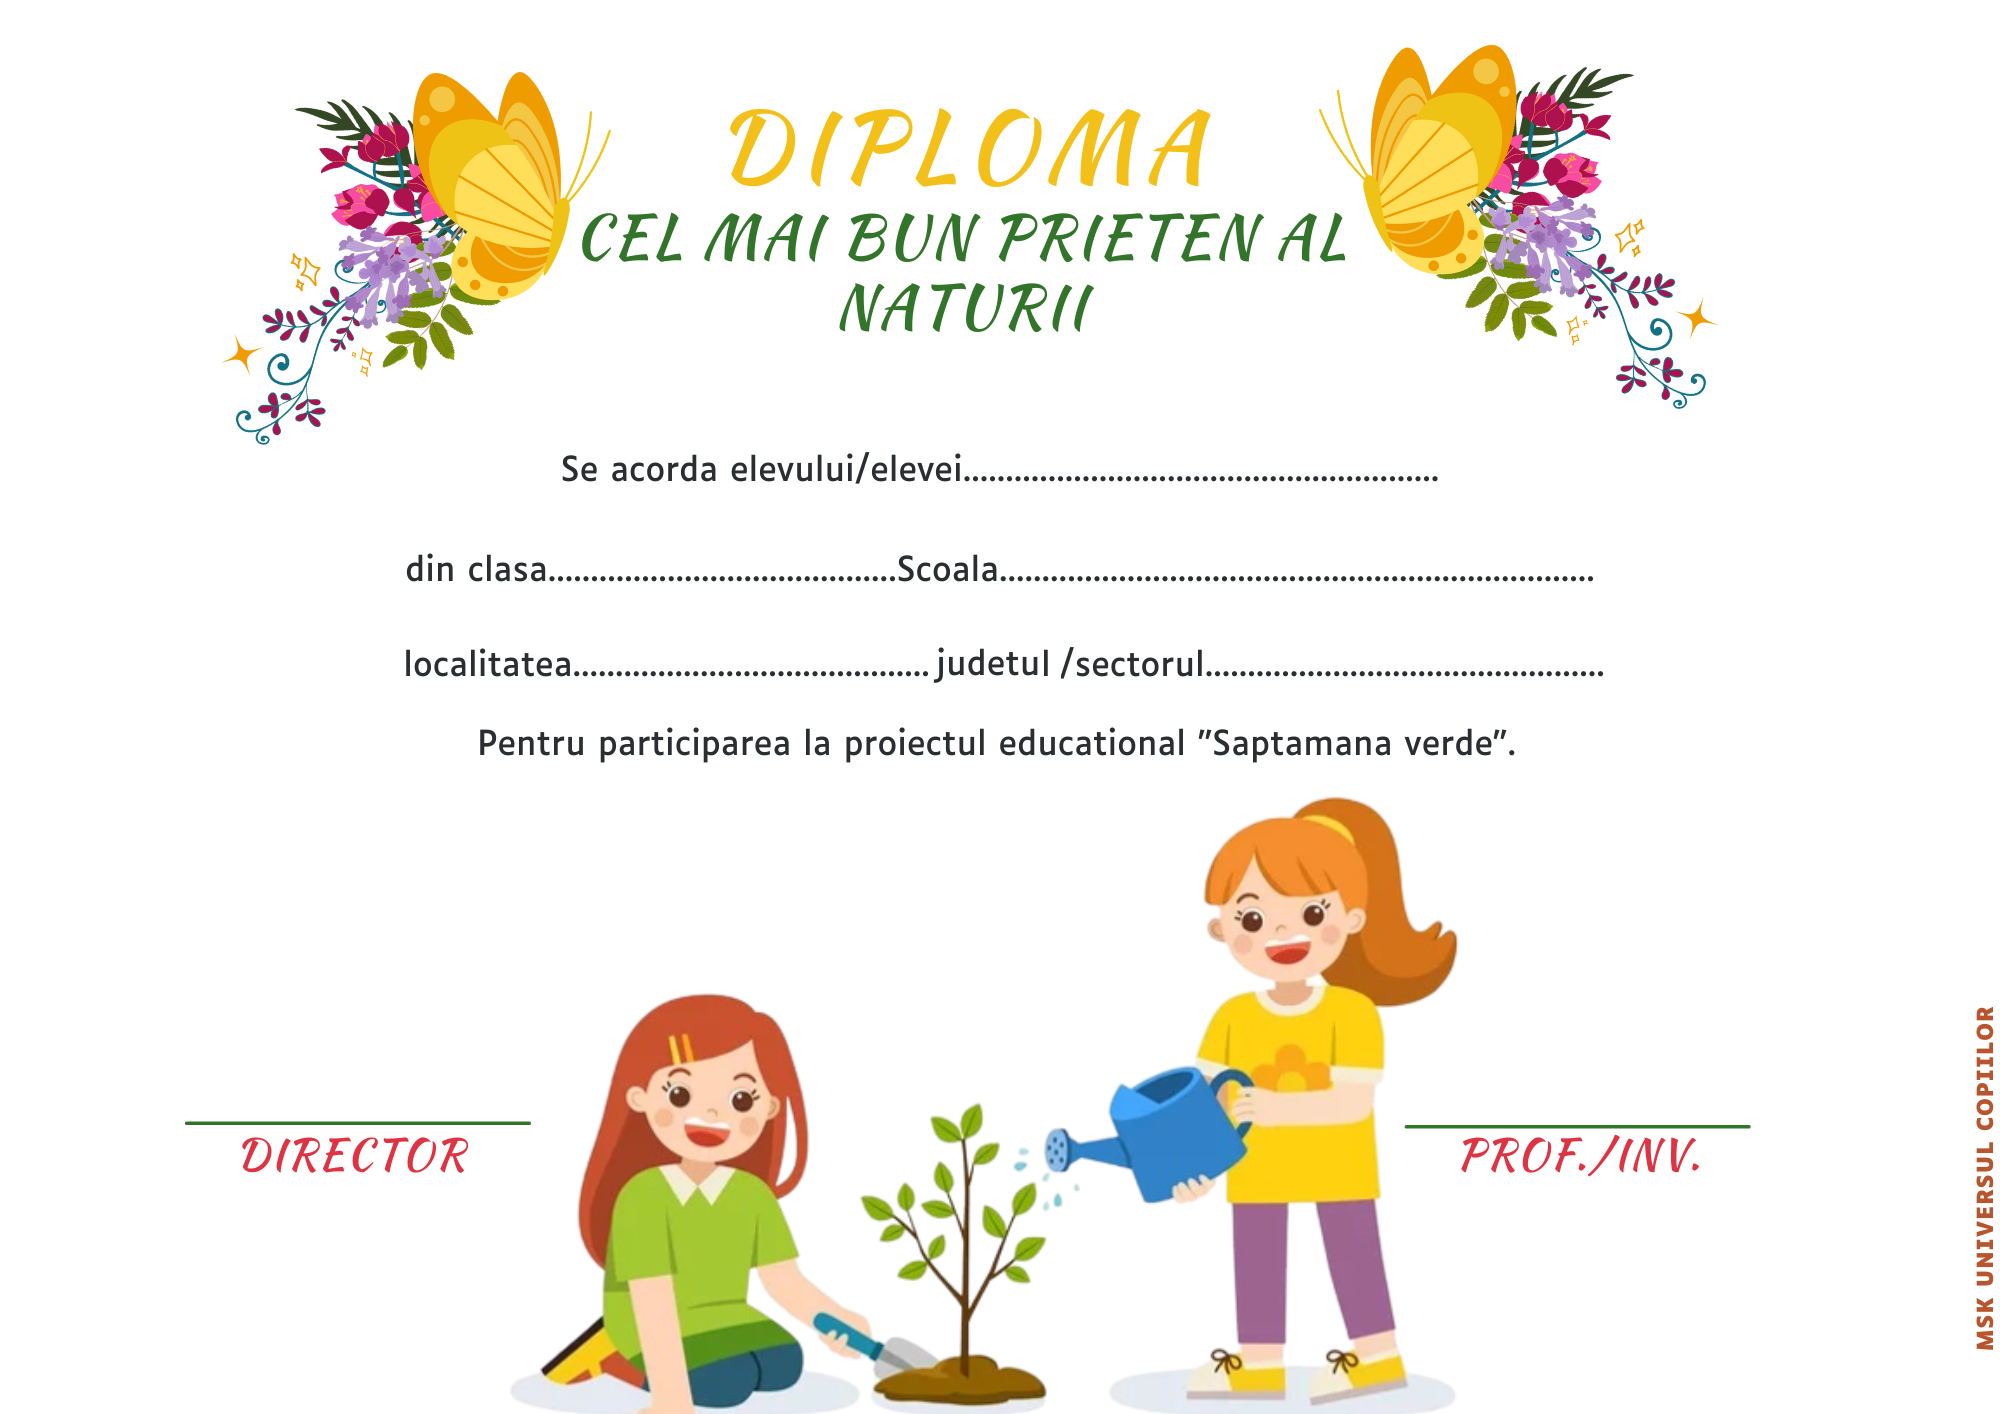 DIPLOMA
CEL MAI BUN PRIETEN AL
NATURII
Se acorda elevului/elevei........................................................
din clasa.........................................Scoala......................................................................
localitatea.......................................... judetul /sectorul...............................................
Pentru participarea la proiectul educational ”Saptamana verde”.
DIRECTOR
PROF./INV.
MSK UNIVERSUL COPIILOR